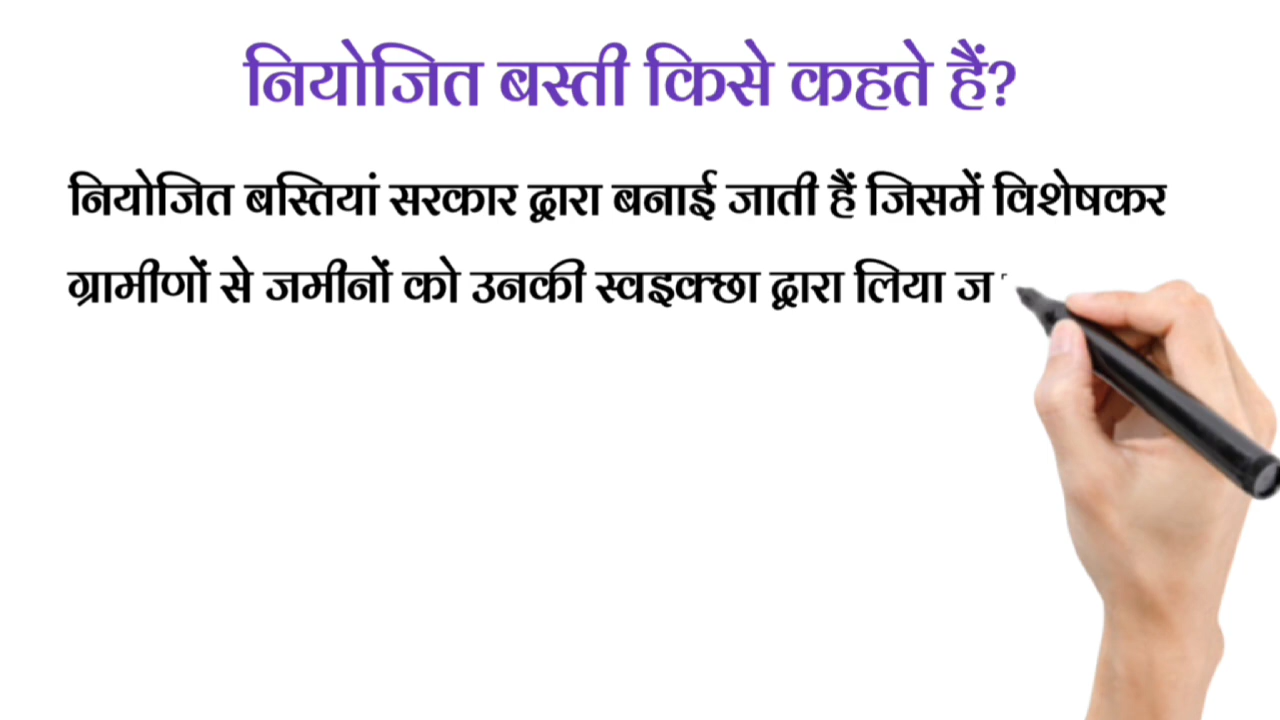 नियोजित बस्ती किसे कहते हैं?
नियोजित बस्तियां सरकार द्वारा बनाई जाती हैं जिसमें विशेषकर
ग्रामीणों से जमीनों को उनकी स्वइक्छा द्वारा लिया ज